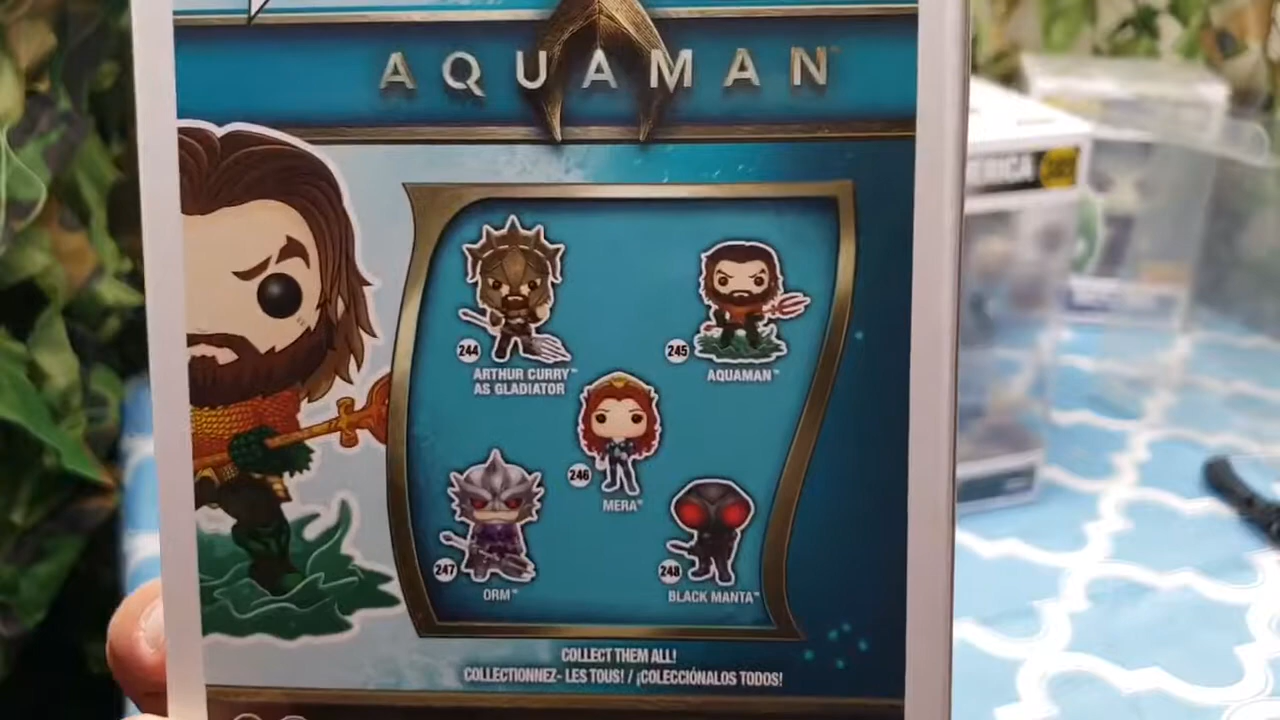 AQUAMAN™
244
ARTHUR CURRY™
AS GLADIATOR
245
AQUAMAN™
246
MERA™
247
ORM™
248
BLACK MANTA™
COLLECT THEM ALL!
COLLECTIONNEZ- LES TOUS! / ¡COLECCIÓNALOS TODOS!